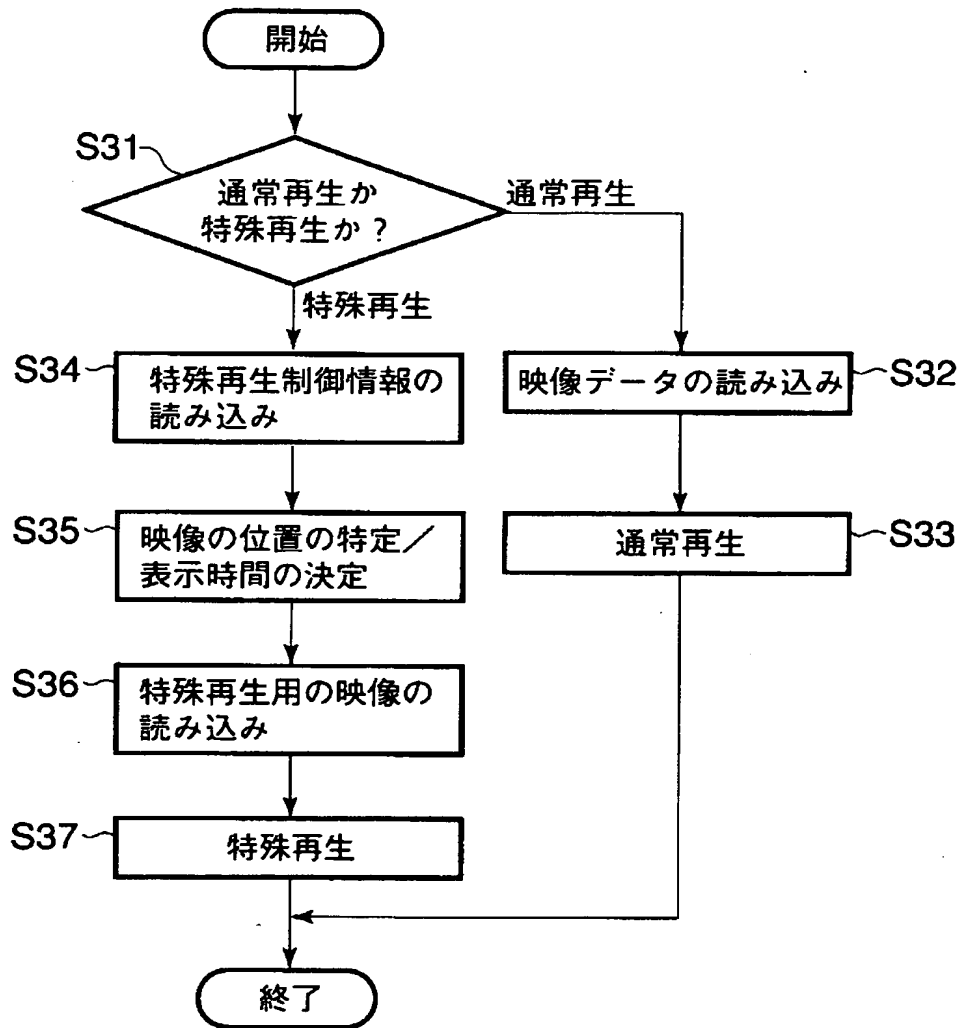 開始
S31
通常再生か
特殊再生か?
通常再生
特殊再生
S34
特殊再生制御情報の
読み込み
映像データの読み込み
S32
S35
映像の位置の特定/
表示時間の決定
通常再生
S33
S36
特殊再生用の映像の
読み込み
S37
特殊再生
終了